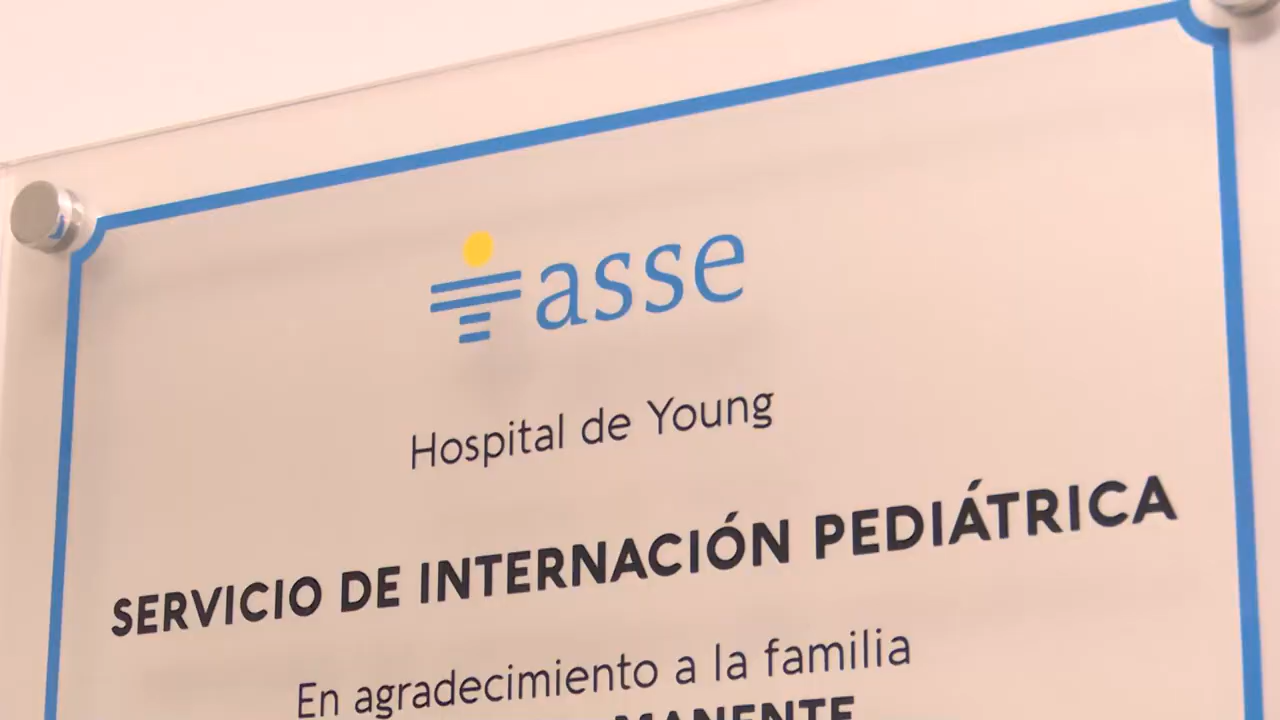 asse
Hospital de Young
SERVICIO DE INTERNACIÓN PEDIÁTRICA
En agradecimiento a la familia